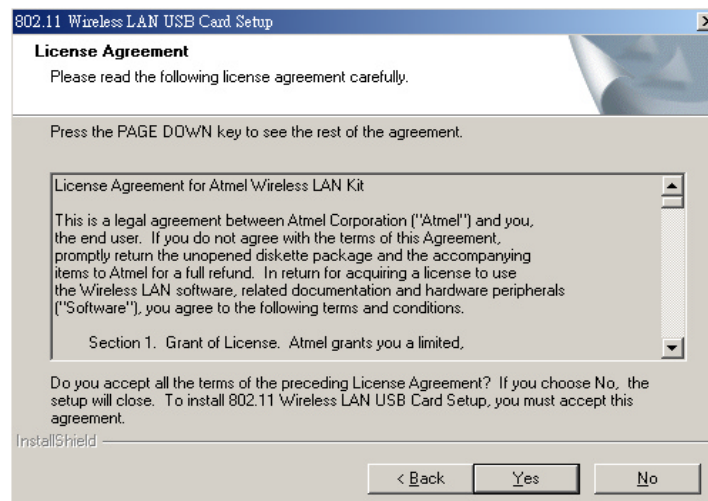 802.11 Wireless LAN USB Card Setup
License Agreement
Please read the following license agreement carefully.
Press the PAGE DOWN key to see the rest of the agreement.
License Agreement for Atmel Wireless LAN Kit
This is a legal agreement between Atmel Corporation ("Atmel") and you,
the end user.  If you do not agree with the terms of this Agreement,
promptly return the unopened diskette package and the accompanying
items to Atmel for a full refund.  In return for acquiring a license to use
the Wireless LAN software, related documentation and hardware peripherals
("Software"), you agree to the following terms and conditions.
Section 1.  Grant of License.  Atmel grants you a limited,
Do you accept all the terms of the preceding License Agreement?  If you choose No,  the
setup will close.  To install 802.11 Wireless LAN USB Card Setup, you must accept this
agreement.
InstallShield
< Back
Yes
No